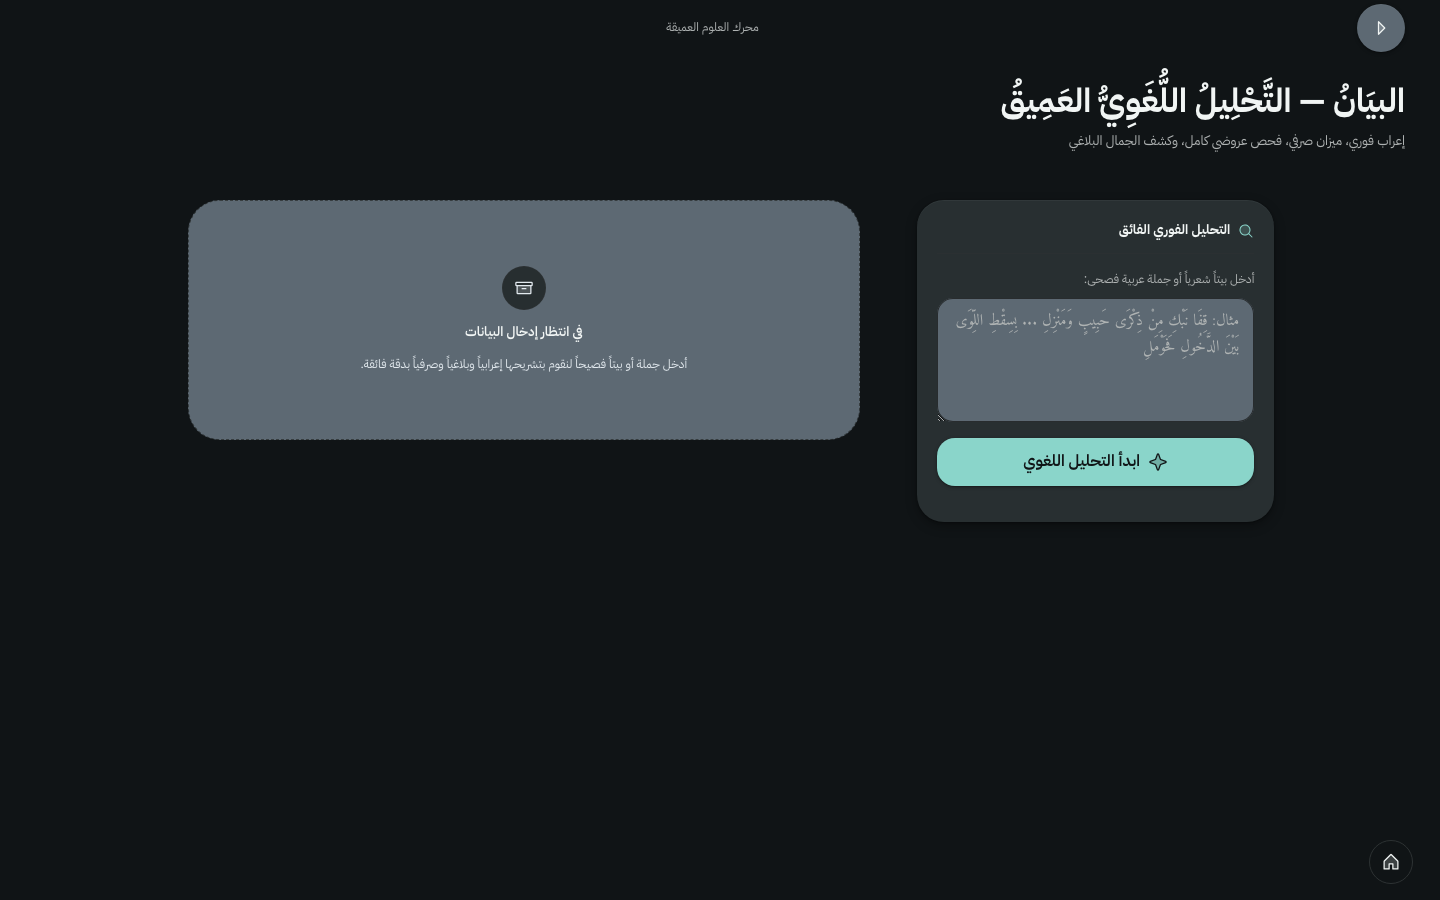 محرك العلوم العميقة
البيَانُ — التَّحْلِيلُ اللُّغَوِيُّ العَمِيقُ
إعراب فوري، ميزان صرفي، فحص عروضي كامل، وكشف الجمال البلاغي
التحليل الفوري الفائق
أدخل بيتاً شعرياً أو جملة عربية فصحى:
مثال: قِفَا نَبْكِ مِنْ ذِكْرَى حَبِيبٍ وَمَنْزِلِ ... بِسِقْطِ اللِّوَى
بَيْنَ الدَّخُولِ فَحَوْمَلِ
ابدأ التحليل اللغوي
في انتظار إدخال البيانات
أدخل جملة أو بيتاً فصيحاً لنقوم بتشريحها إعرابياً وبلاغياً وصرفياً بدقة فائقة.